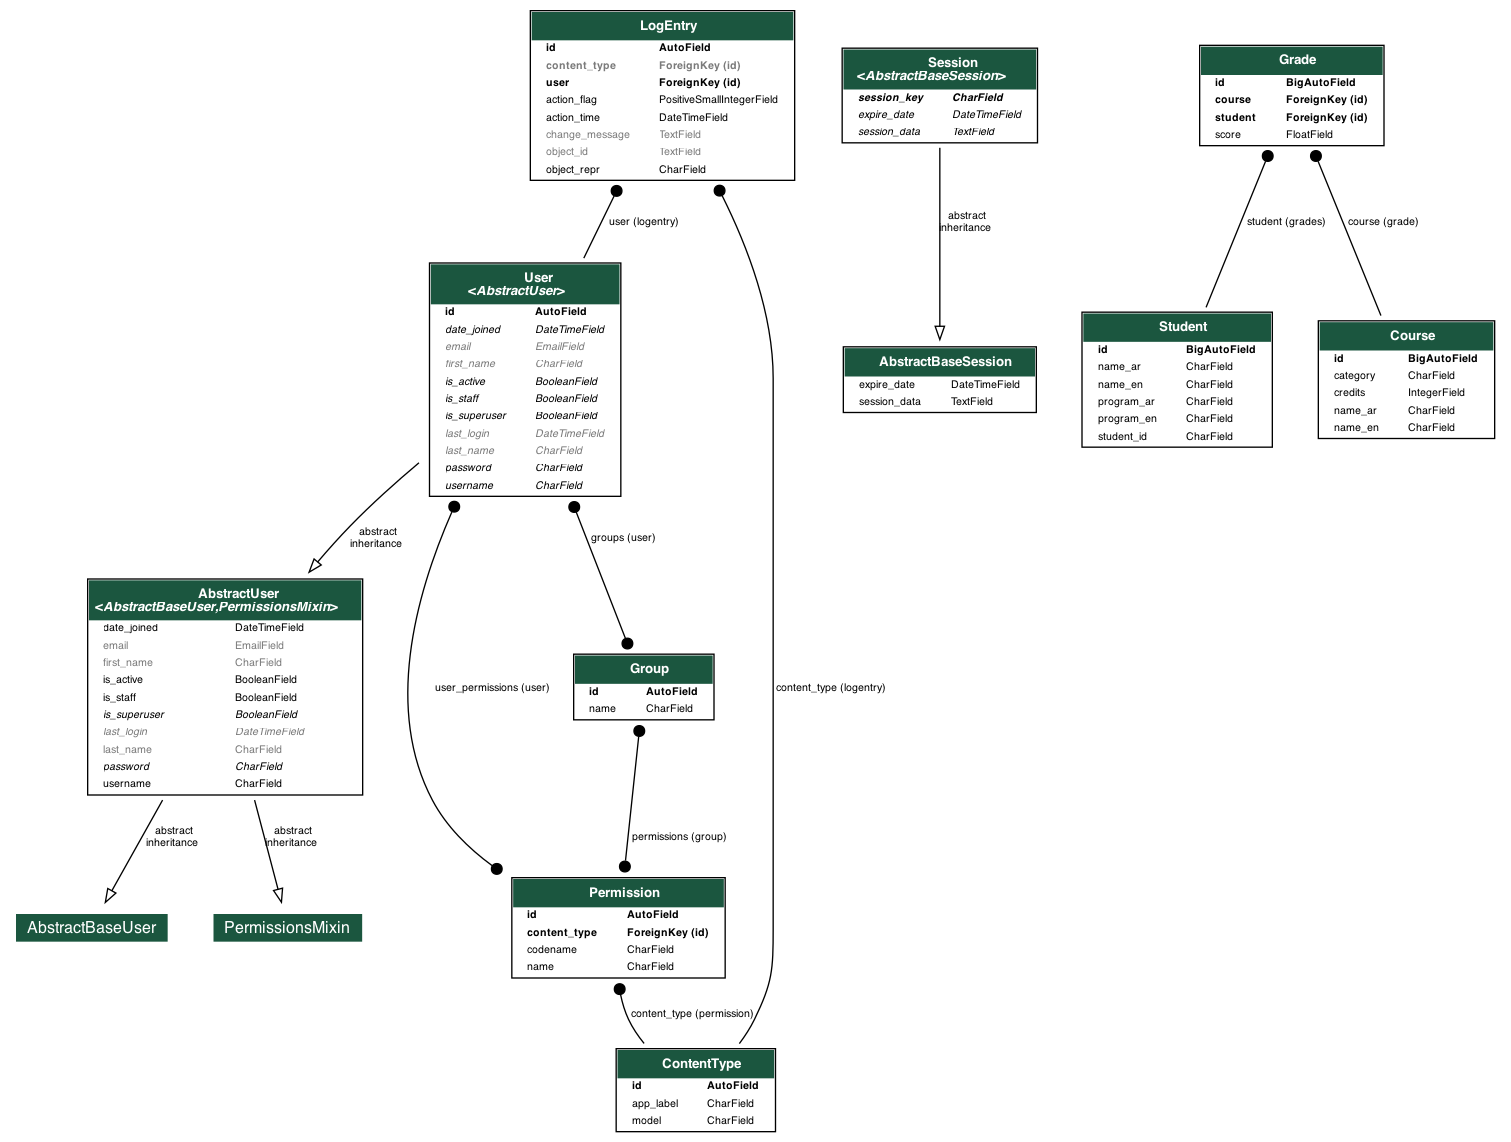 LogEntry
id AutoField
content_type ForeignKey (id)
user ForeignKey (id)
action_flag PositiveSmallIntegerField
action_time DateTimeField
change_message TextField
object_id TextField
object_repr CharField
Session
<AbstractBaseSession>
session_key CharField
expire_date DateTimeField
session_data TextField
Grade
id BigAutoField
course ForeignKey (id)
student ForeignKey (id)
score FloatField
user (logentry)
abstract
inheritance
student (grades)
course (grade)
User
<AbstractUser>
id AutoField
date_joined DateTimeField
email EmailField
first_name CharField
is_active BooleanField
is_staff BooleanField
is_superuser BooleanField
last_login DateTimeField
last_name CharField
password CharField
username CharField
AbstractBaseSession
expire_date DateTimeField
session_data TextField
Student
id BigAutoField
name_ar CharField
name_en CharField
program_ar CharField
program_en CharField
student_id CharField
Course
id BigAutoField
category CharField
credits IntegerField
name_ar CharField
name_en CharField
abstract
inheritance
groups (user)
AbstractUser
<AbstractBaseUser,PermissionsMixin>
date_joined DateTimeField
email EmailField
first_name CharField
is_active BooleanField
is_staff BooleanField
is_superuser BooleanField
last_login DateTimeField
last_name CharField
password CharField
username CharField
user_permissions (user)
Group
id AutoField
name CharField
content_type (logentry)
abstract
inheritance
abstract
inheritance
permissions (group)
AbstractBaseUser
PermissionsMixin
Permission
id AutoField
content_type ForeignKey (id)
codename CharField
name CharField
content_type (permission)
ContentType
id AutoField
app_label CharField
model CharField